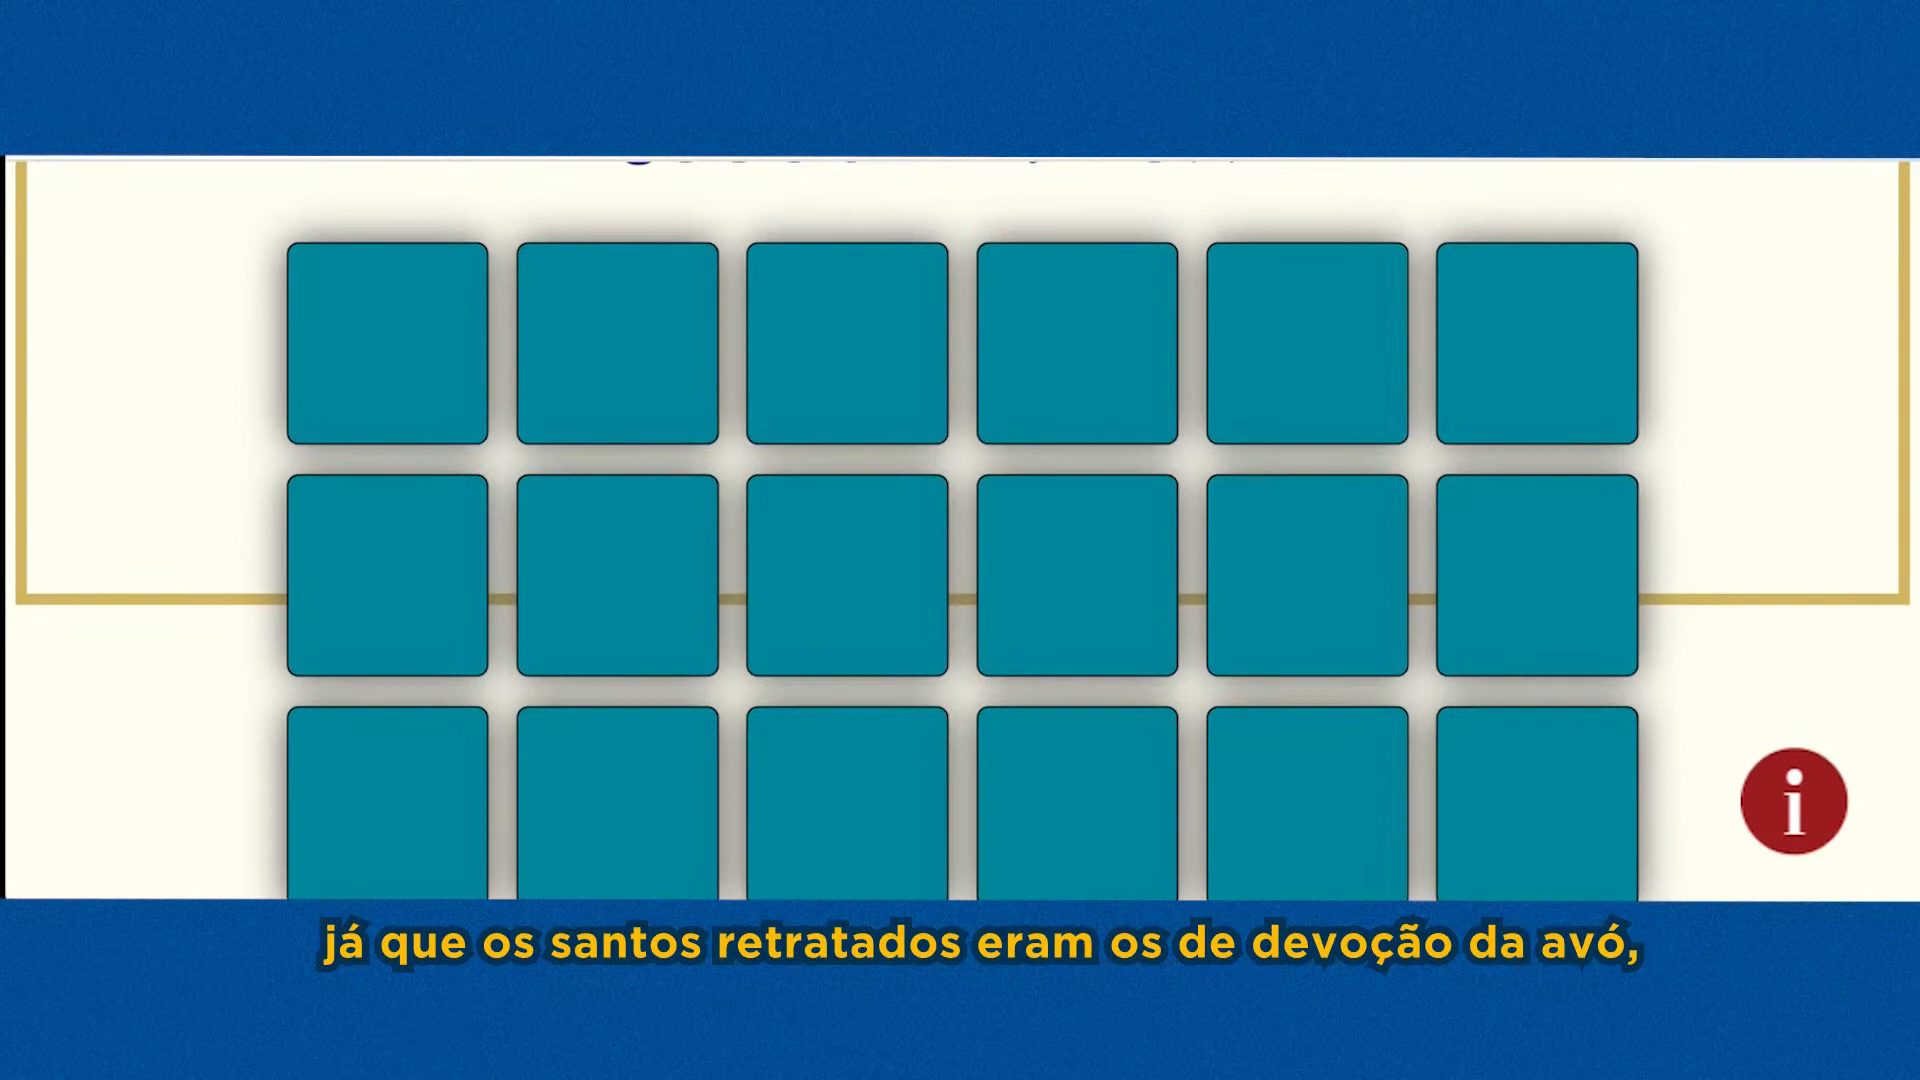 i
já que os santos retratados eram os de devoção da avó,